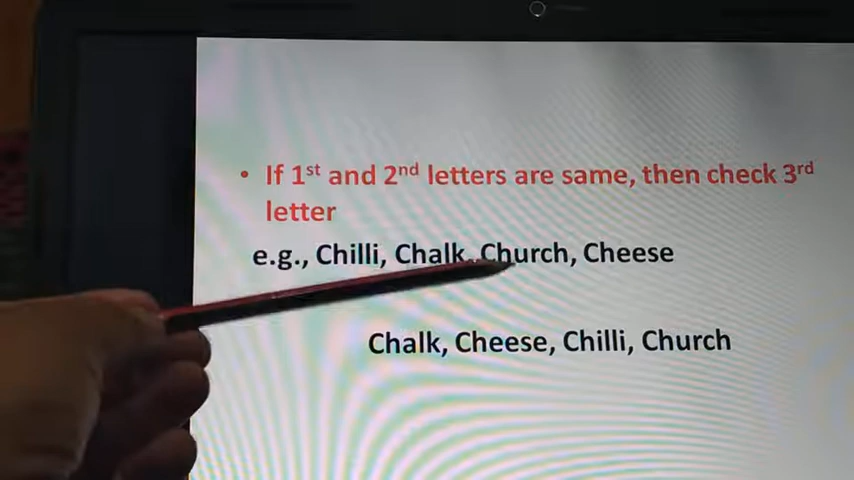 • If 1st and 2nd letters are same, then check 3rd
letter
e.g., Chilli, Chalk, Church, Cheese
Chalk, Cheese, Chilli, Church